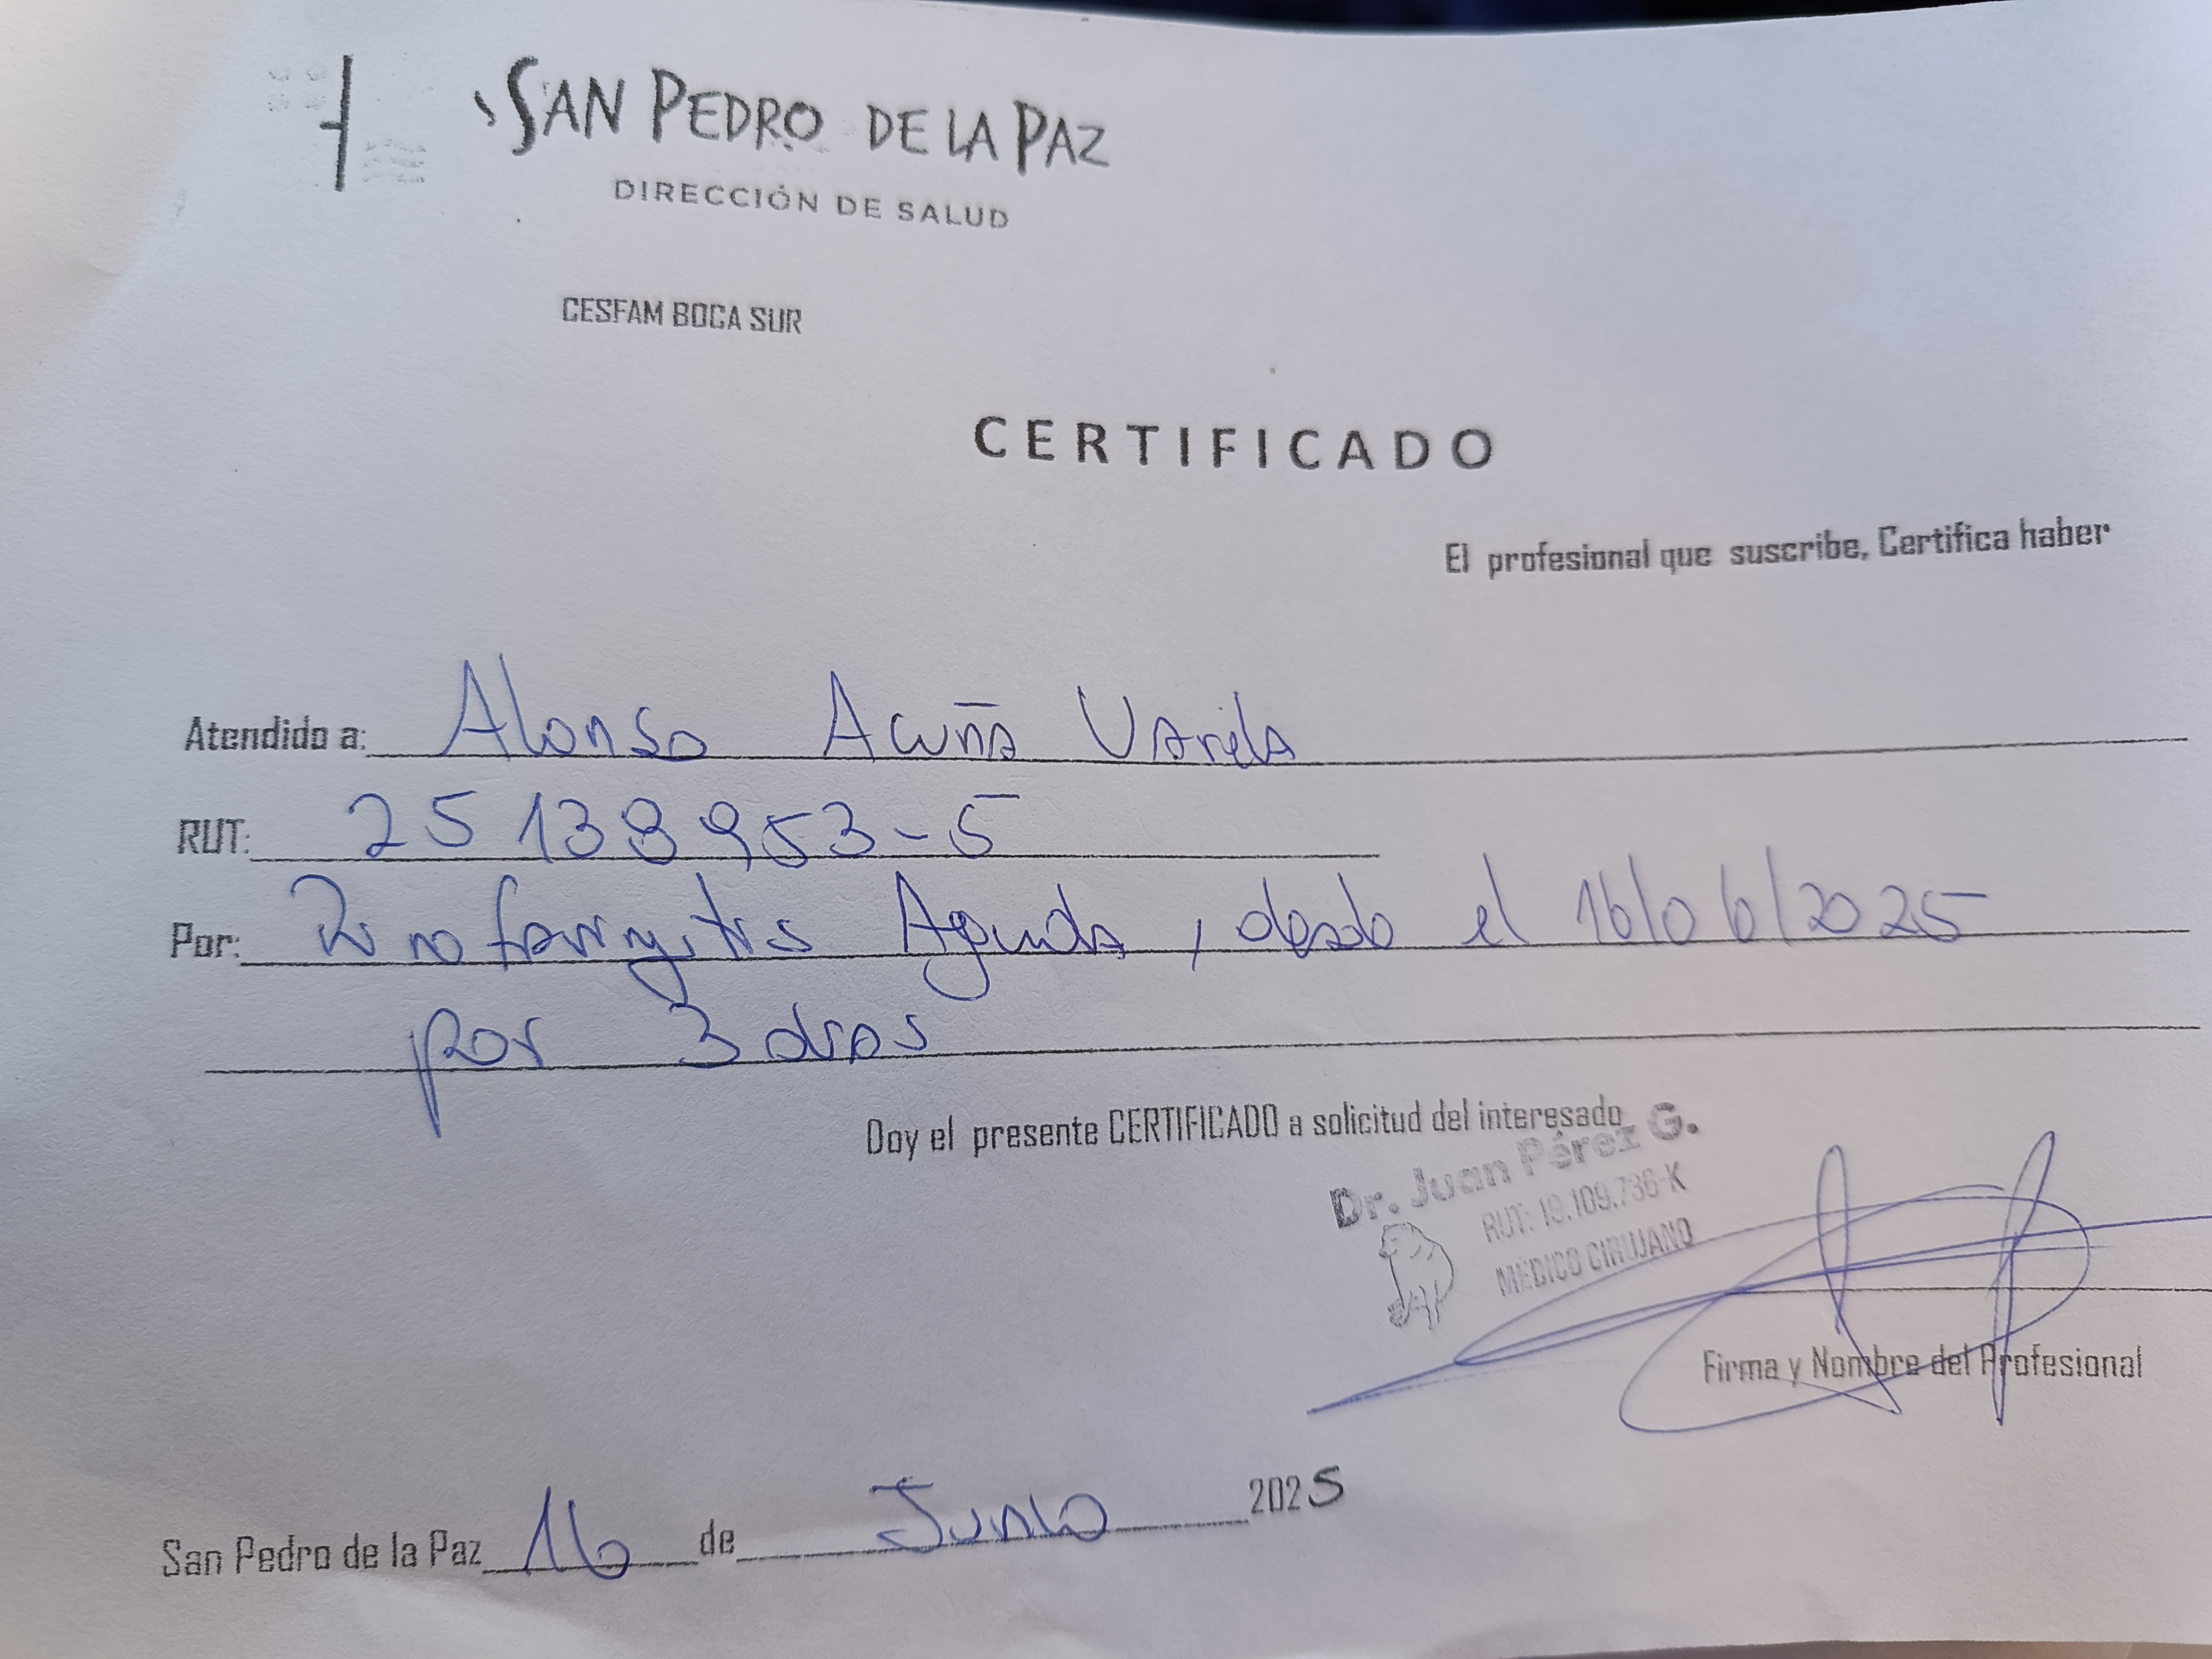 SAN PEDRO DE LA PAZ
DIRECCIÓN DE SALUD
CESFAM BOCA SUR
CERTIFICADO
El profesional que suscribe, Certifica haber
Atendido a: Alonso Acuña Varela
RUT: 25138953-5
Por: Rinofaringitis Aguda, desde el 16/06/2025
por 3 dias
Doy el presente CERTIFICADO a solicitud del interesado
Dr. Juan Pérez G.
RUT: 19.109.736-K
MÉDICO CIRUJANO
Firma y Nombre del Profesional
San Pedro de la Paz 16 de Junio 2025